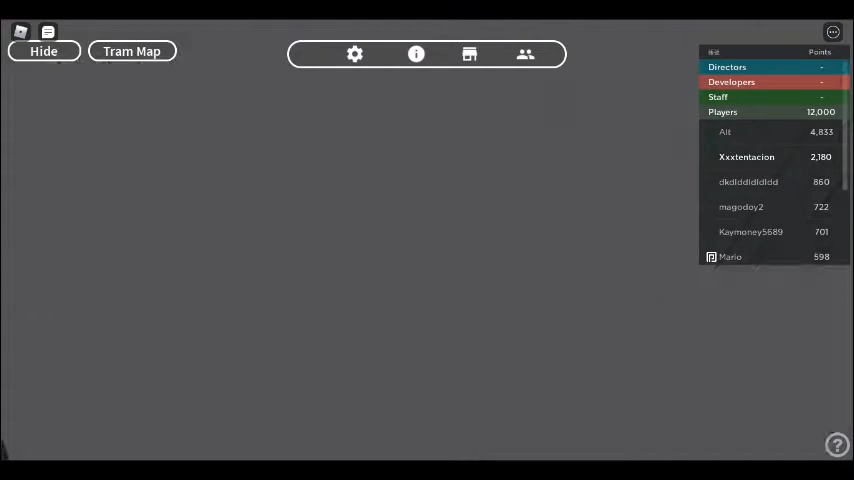 Hide
Tram Map
Points
Directors -
Developers -
Staff -
Players 12,000
Alt 4,833
Xxxtentacion 2,180
dkdlddldldldd 860
magodoy2 722
Kaymoney5689 701
Mario 598